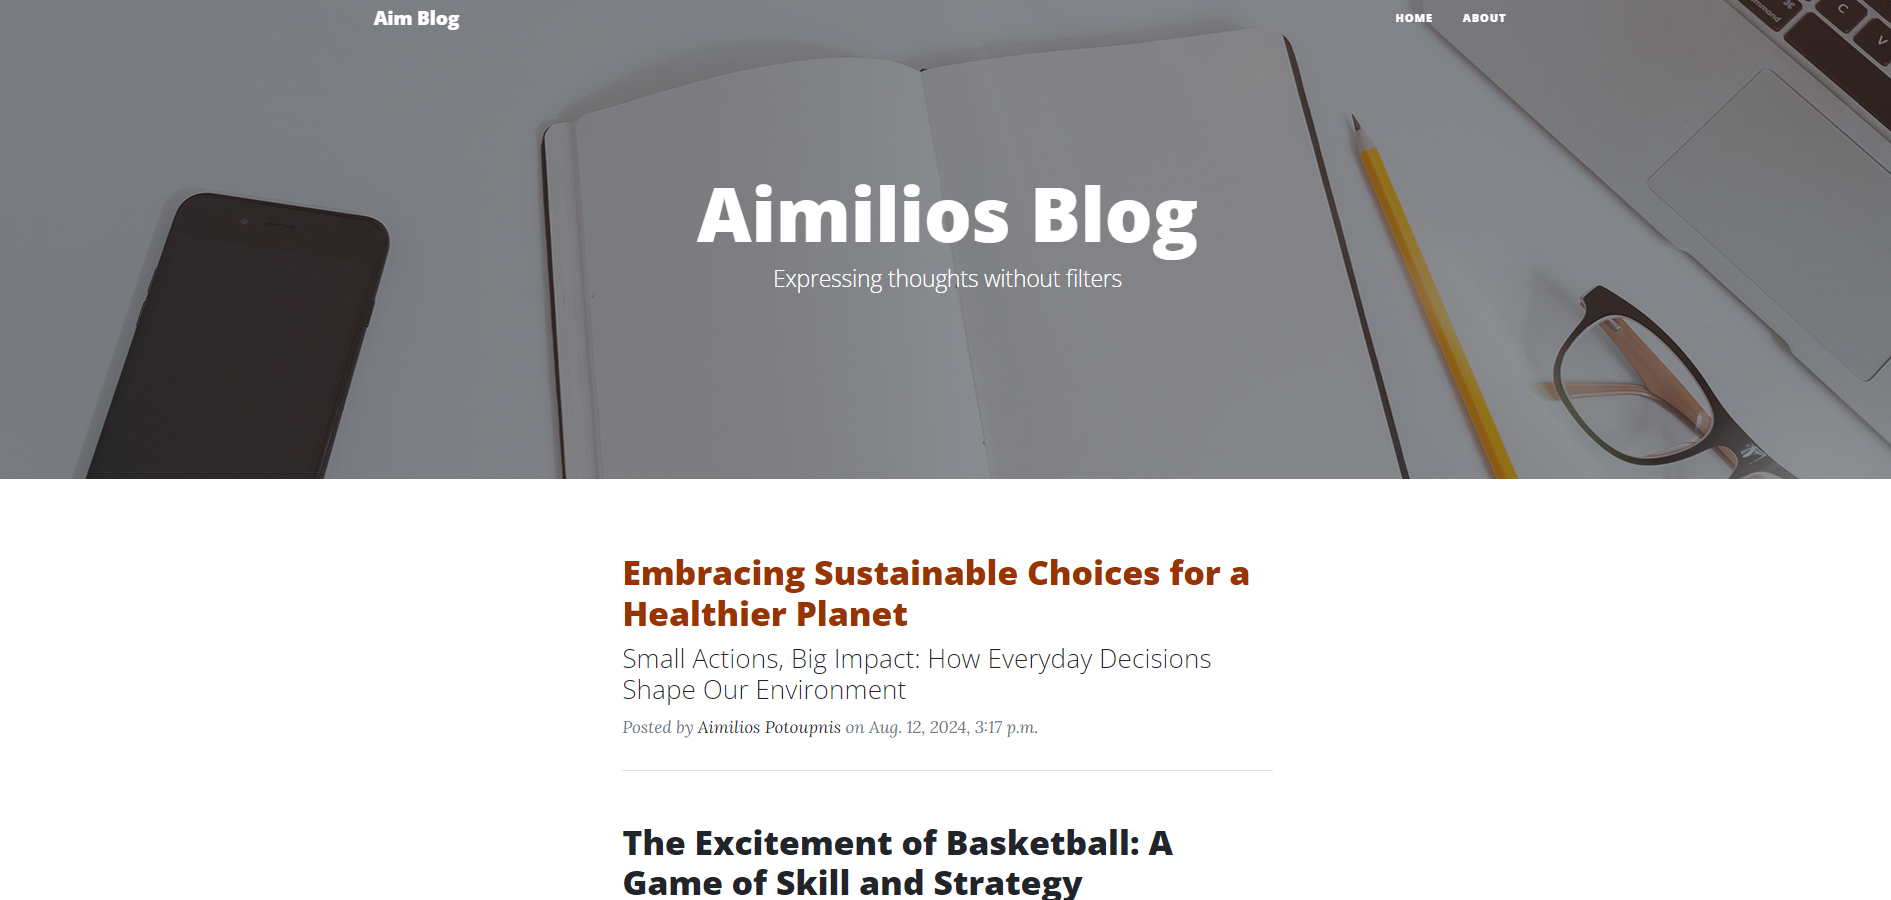 Aim Blog
HOME ABOUT
command
C
V
Aimilios Blog
Expressing thoughts without filters
Embracing Sustainable Choices for a
Healthier Planet
Small Actions, Big Impact: How Everyday Decisions
Shape Our Environment
Posted by Aimilios Potoupnis on Aug. 12, 2024, 3:17 p.m.
The Excitement of Basketball: A
Game of Skill and Strategy